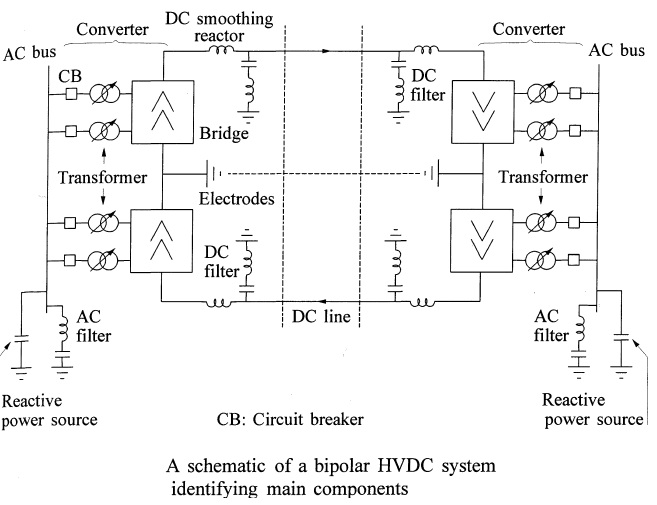 Converter
DC smoothing
reactor
Converter
AC bus
AC bus
CB
DC
filter
Bridge
Transformer
Transformer
Electrodes
DC
filter
DC line
AC
filter
AC
filter
Reactive
power source
Reactive
power source
CB: Circuit breaker
A schematic of a bipolar HVDC system
identifying main components